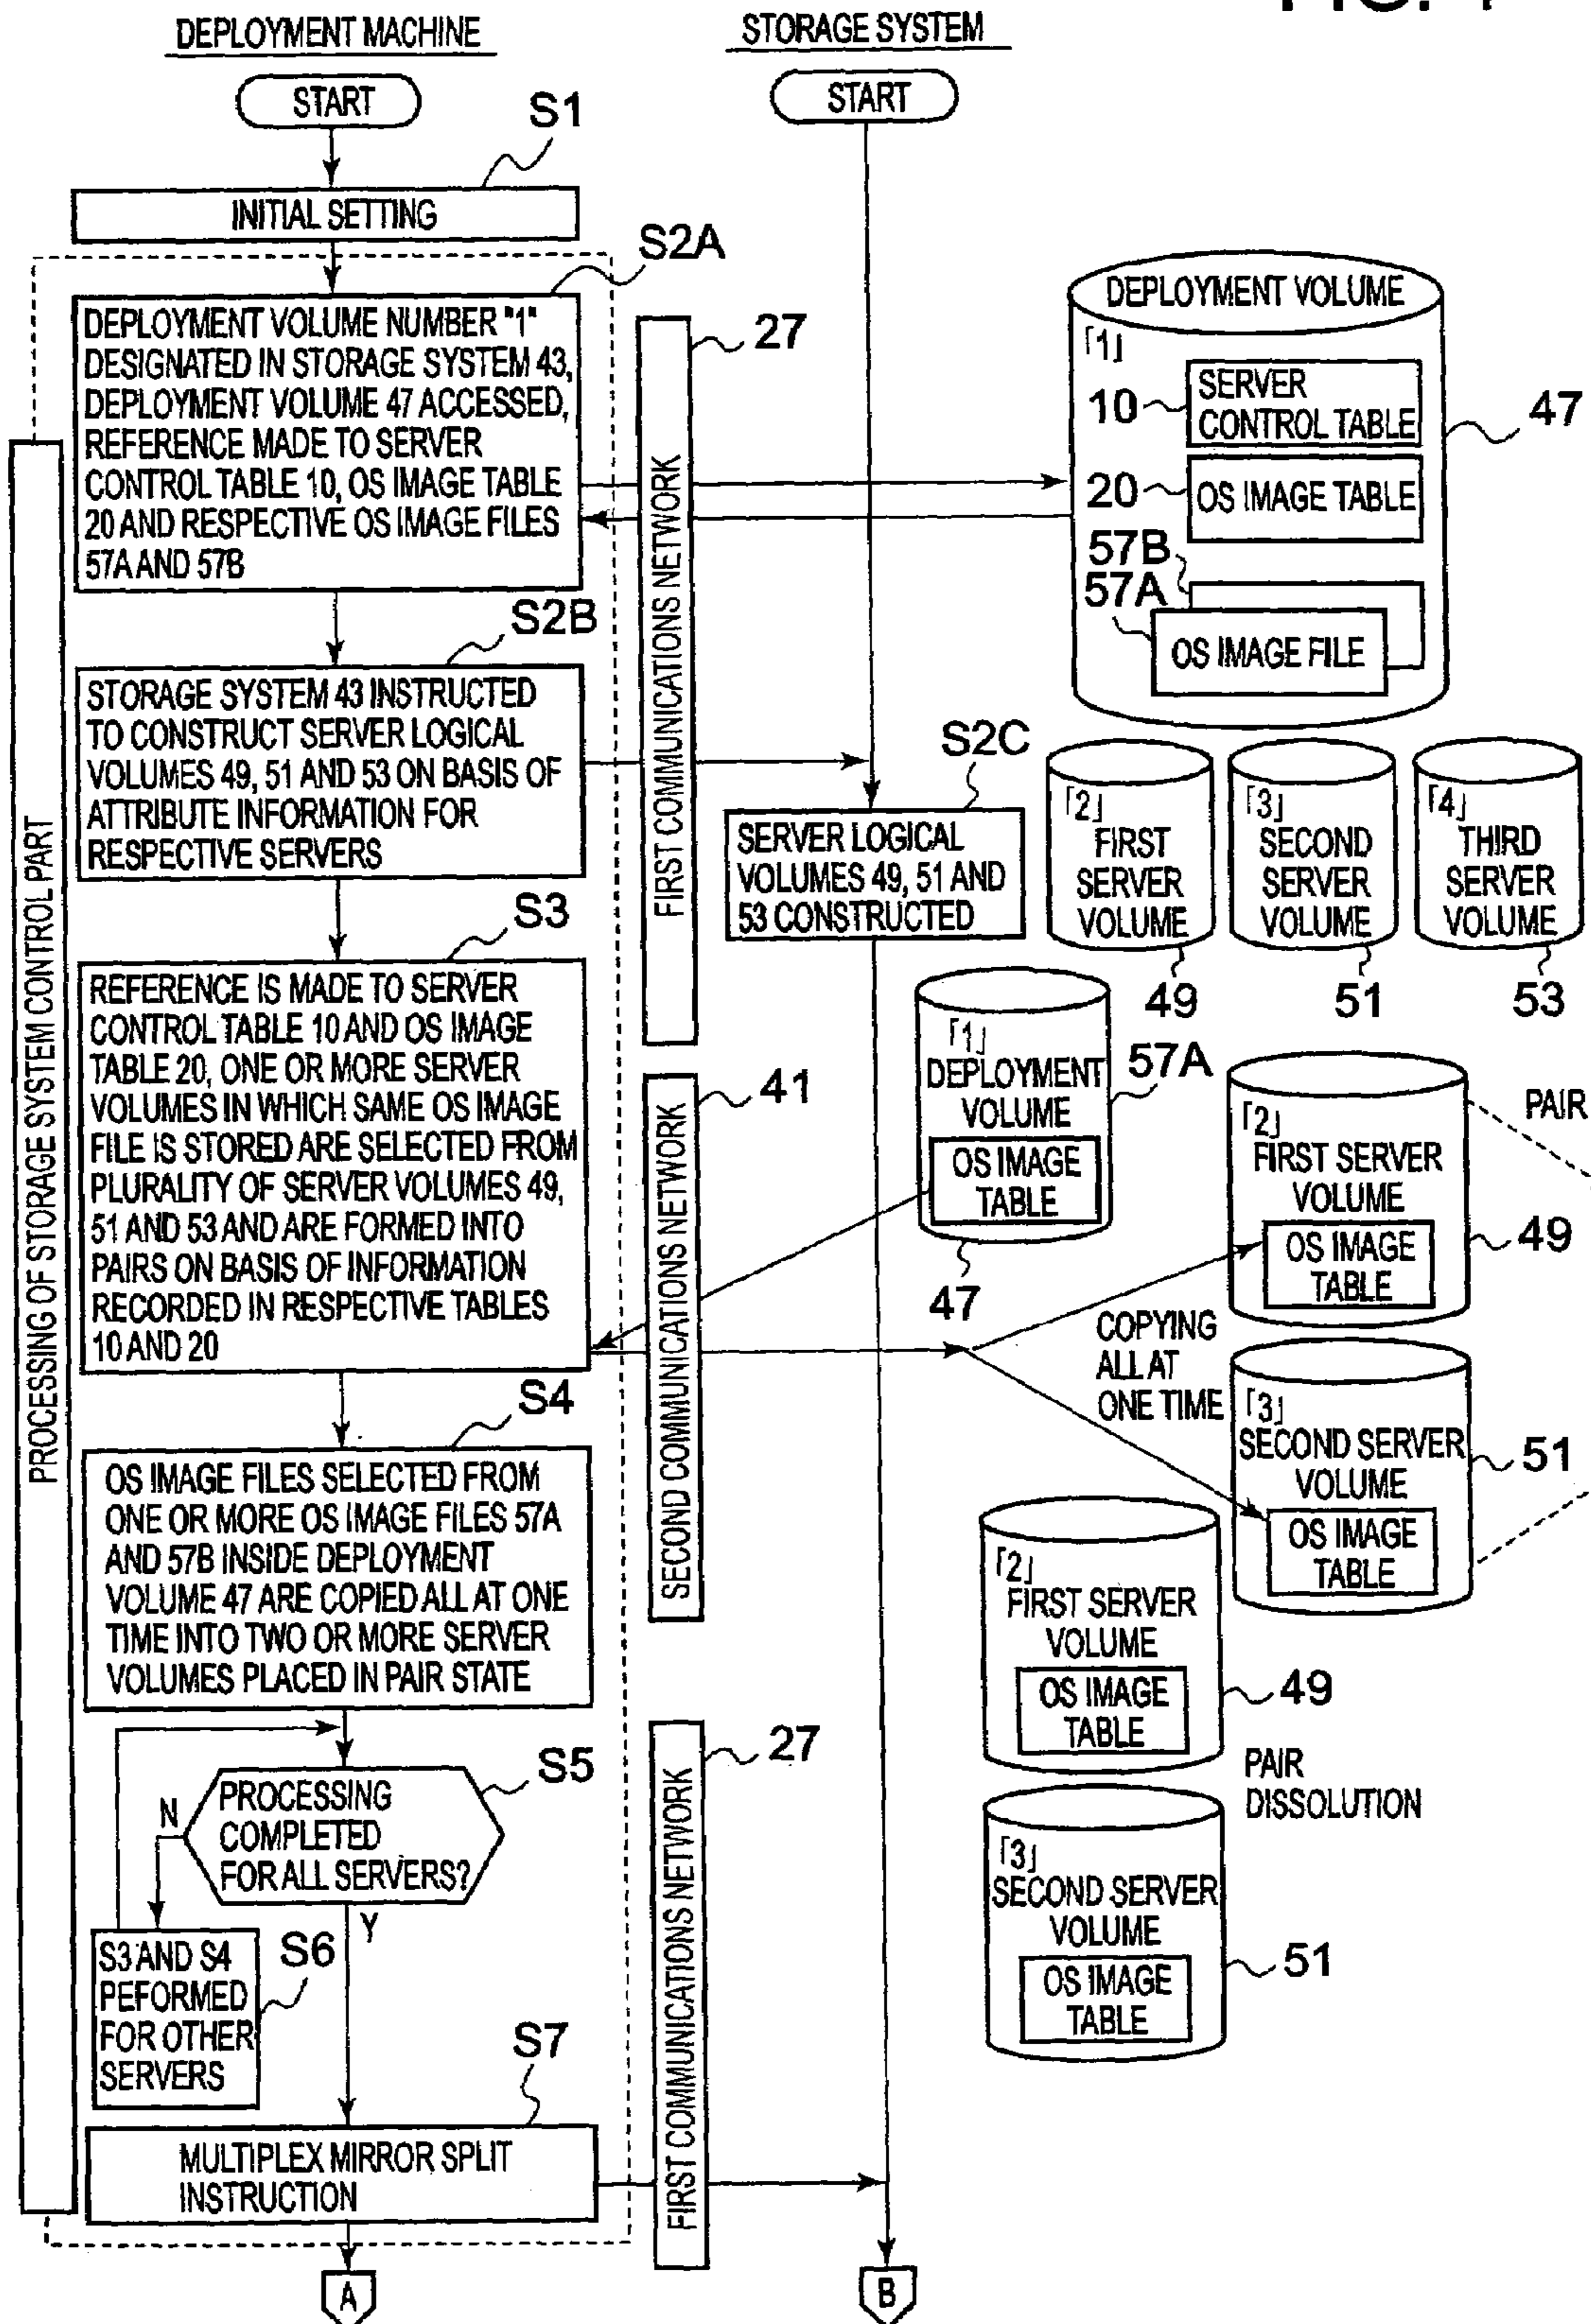 DEPLOYMENT MACHINE
START
S1
INITIAL SETTING
S2A
DEPLOYMENT VOLUME NUMBER "1"
DESIGNATED IN STORAGE SYSTEM 43,
DEPLOYMENT VOLUME 47 ACCESSED,
REFERENCE MADE TO SERVER
CONTROL TABLE 10, OS IMAGE TABLE
20 AND RESPECTIVE OS IMAGE FILES
57A AND 57B
S2B
STORAGE SYSTEM 43 INSTRUCTED
TO CONSTRUCT SERVER LOGICAL
VOLUMES 49, 51 AND 53 ON BASIS OF
ATTRIBUTE INFORMATION FOR
RESPECTIVE SERVERS
S3
REFERENCE IS MADE TO SERVER
CONTROL TABLE 10 AND OS IMAGE
TABLE 20, ONE OR MORE SERVER
VOLUMES IN WHICH SAME OS IMAGE
FILE IS STORED ARE SELECTED FROM
PLURALITY OF SERVER VOLUMES 49,
51 AND 53 AND ARE FORMED INTO
PAIRS ON BASIS OF INFORMATION
RECORDED IN RESPECTIVE TABLES
10 AND 20
S4
OS IMAGE FILES SELECTED FROM
ONE OR MORE OS IMAGE FILES 57A
AND 57B INSIDE DEPLOYMENT
VOLUME 47 ARE COPIED ALL AT ONE
TIME INTO TWO OR MORE SERVER
VOLUMES PLACED IN PAIR STATE
S5
PROCESSING
COMPLETED
FOR ALL SERVERS?
N
Y
S3 AND S4
PEFORMED
FOR OTHER
SERVERS
S6
S7
MULTIPLEX MIRROR SPLIT
INSTRUCTION
A
PROCESSING OF STORAGE SYSTEM CONTROL PART
FIRST COMMUNICATIONS NETWORK
27
SECOND COMMUNICATIONS NETWORK
41
FIRST COMMUNICATIONS NETWORK
27
STORAGE SYSTEM
START
S2C
SERVER LOGICAL
VOLUMES 49, 51 AND
53 CONSTRUCTED
B
DEPLOYMENT VOLUME
「1」
10
SERVER
CONTROL TABLE
47
20
OS IMAGE TABLE
57B
57A
OS IMAGE FILE
「2」
FIRST
SERVER
VOLUME
49
「3」
SECOND
SERVER
VOLUME
51
「4」
THIRD
SERVER
VOLUME
53
「1」
DEPLOYMENT
VOLUME
57A
OS IMAGE
TABLE
47
「2」
FIRST SERVER
VOLUME
OS IMAGE
TABLE
49
PAIR
COPYING
ALL AT
ONE TIME
「3」
SECOND SERVER
VOLUME
OS IMAGE
TABLE
51
「2」
FIRST SERVER
VOLUME
OS IMAGE
TABLE
49
PAIR
DISSOLUTION
「3」
SECOND SERVER
VOLUME
OS IMAGE
TABLE
51